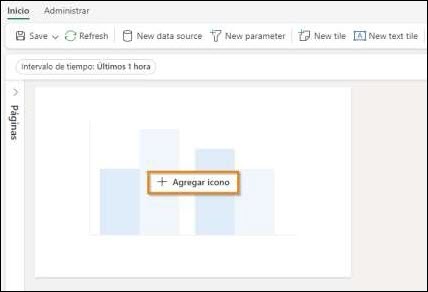 Inicio Administrar
Save Refresh New data source New parameter New tile New text tile
Intervalo de tiempo: Últimos 1 hora
Páginas
Agregar icono